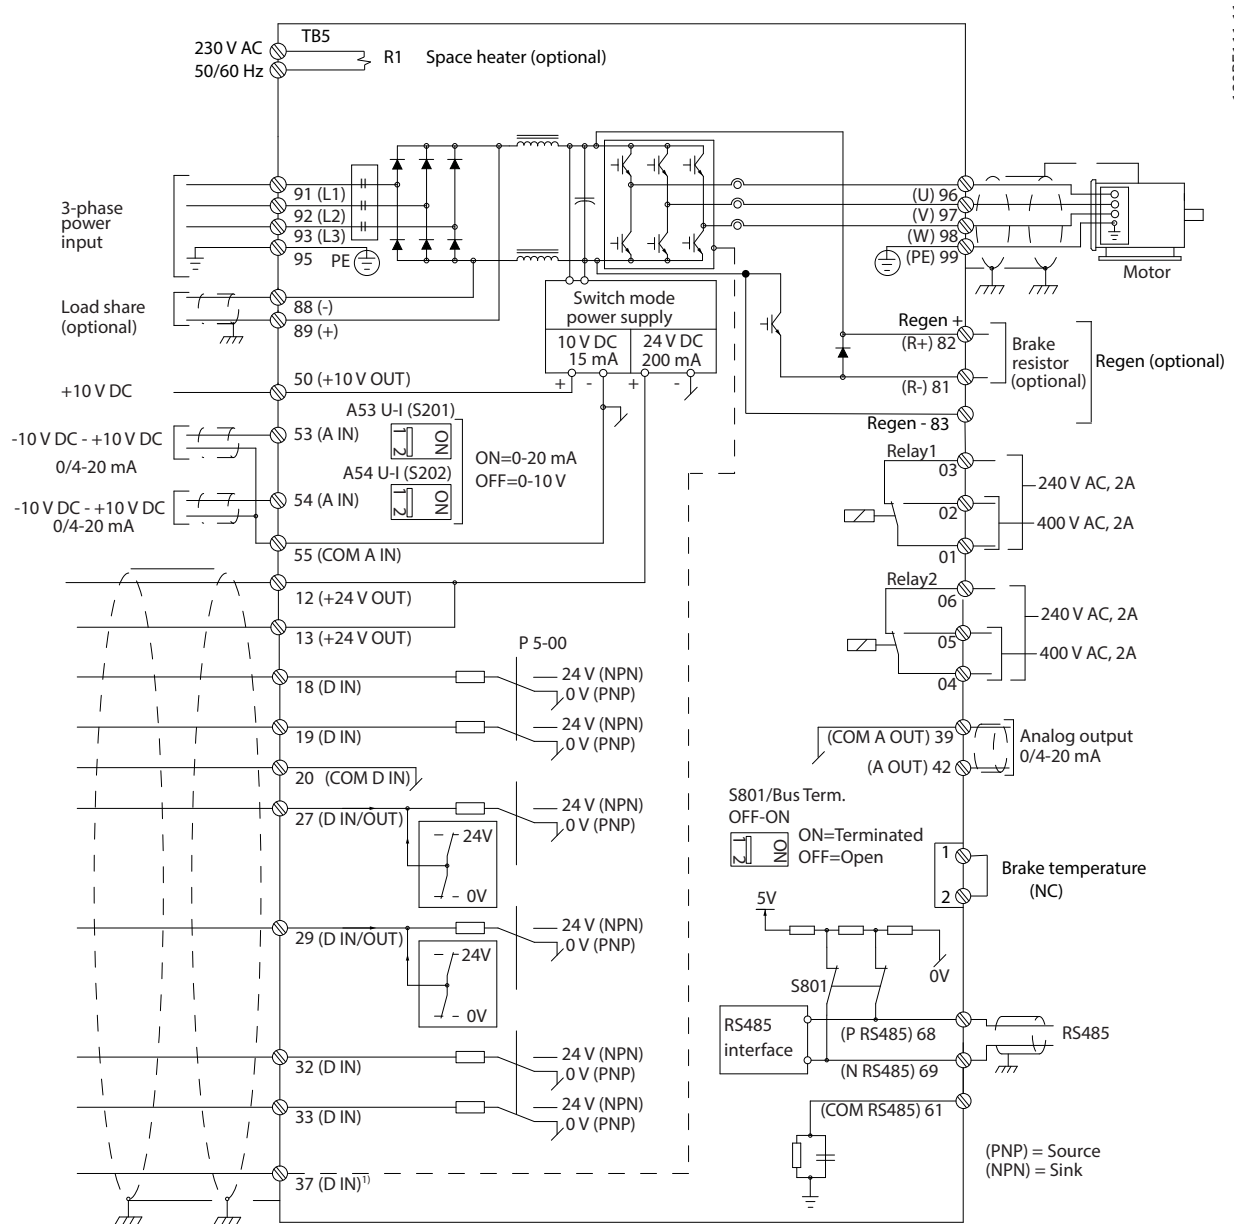 TB5
230 V AC
50/60 Hz
R1
Space heater (optional)
3-phase
power
input
91 (L1)
92 (L2)
93 (L3)
95
PE
(U) 96
(V) 97
(W) 98
(PE) 99
Motor
Load share
(optional)
88 (-)
89 (+)
Switch mode
power supply
10 V DC
15 mA
24 V DC
200 mA
+
-
+
-
Regen +
(R+) 82
Brake
resistor
(optional)
Regen (optional)
(R-) 81
Regen - 83
+10 V DC
50 (+10 V OUT)
A53 U-I (S201)
1 2
ON
-10 V DC - +10 V DC
0/4-20 mA
53 (A IN)
A54 U-I (S202)
1 2
ON
ON=0-20 mA
OFF=0-10 V
-10 V DC - +10 V DC
0/4-20 mA
54 (A IN)
55 (COM A IN)
Relay1
03
240 V AC, 2A
02
400 V AC, 2A
01
12 (+24 V OUT)
13 (+24 V OUT)
Relay2
06
240 V AC, 2A
05
400 V AC, 2A
04
P 5-00
18 (D IN)
24 V (NPN)
0 V (PNP)
19 (D IN)
24 V (NPN)
0 V (PNP)
20 (COM D IN)
27 (D IN/OUT)
24 V (NPN)
0 V (PNP)
24V
0V
29 (D IN/OUT)
24 V (NPN)
0 V (PNP)
24V
0V
32 (D IN)
24 V (NPN)
0 V (PNP)
33 (D IN)
24 V (NPN)
0 V (PNP)
37 (D IN)1)
(COM A OUT) 39
(A OUT) 42
Analog output
0/4-20 mA
S801/Bus Term.
OFF-ON
1 2
ON
ON=Terminated
OFF=Open
1
2
Brake temperature
(NC)
5V
0V
S801
RS485
interface
(P RS485) 68
(N RS485) 69
RS485
(COM RS485) 61
(PNP) = Source
(NPN) = Sink